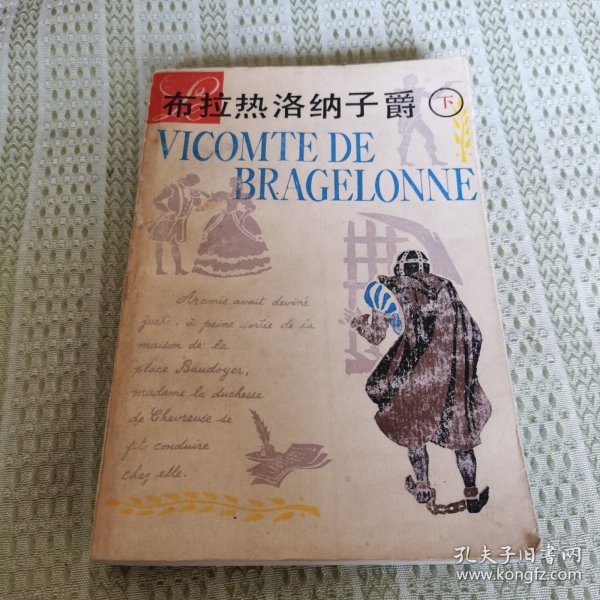 L
布拉热洛纳子爵 下
VICOMTE DE
BRAGELONNE
Aramis avait deviné
juste, à peine sortie de la
maison de la
place Baudoyer,
madame la duchesse
de Chevreuse se
fit conduire
chez elle.
孔夫子旧书网
www.kongfz.com